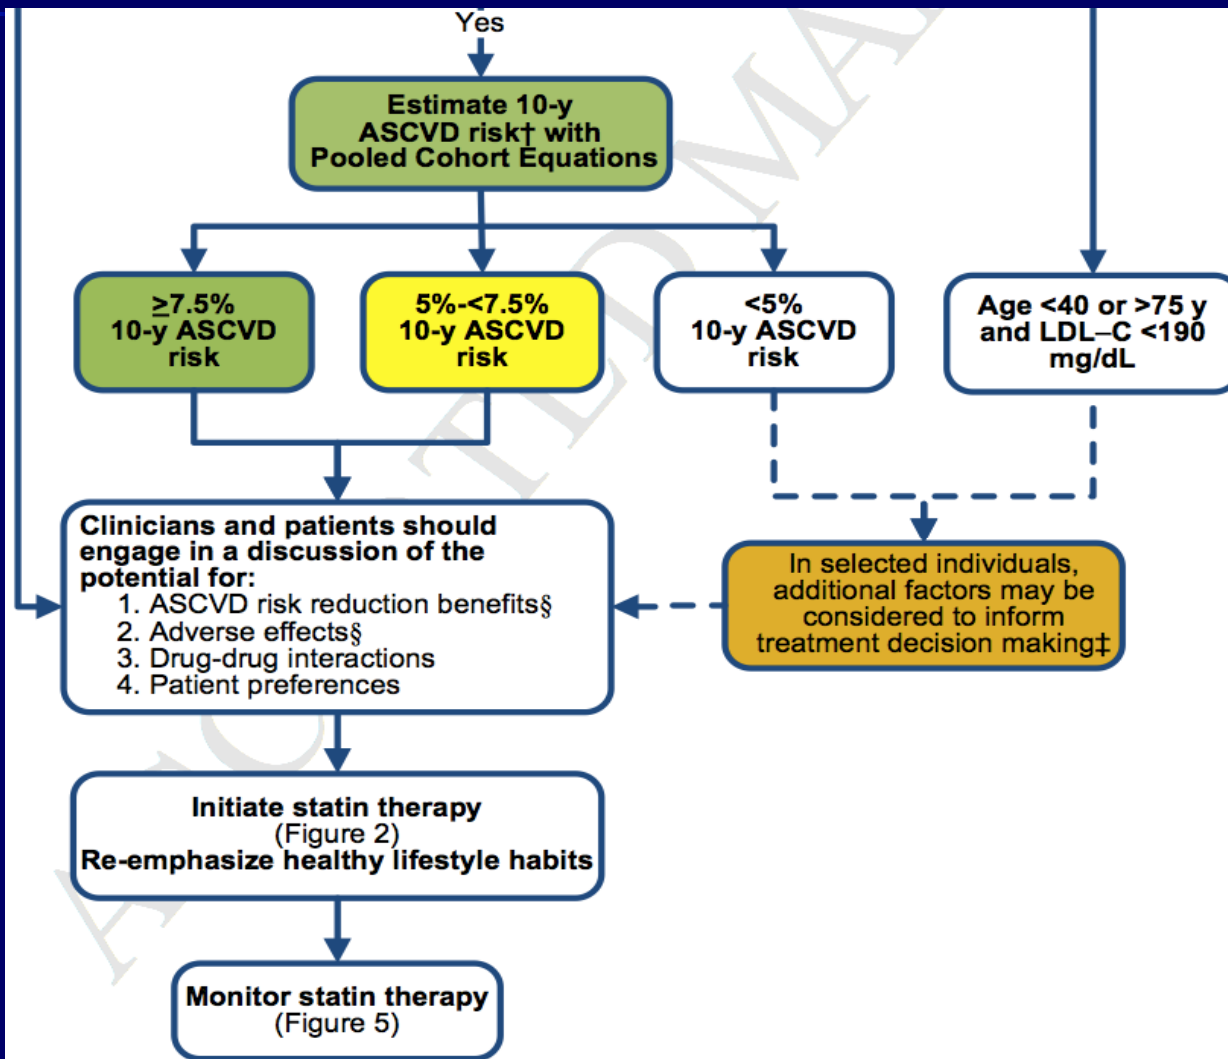 Yes
Estimate 10-y
ASCVD risk† with
Pooled Cohort Equations
≥7.5%
10-y ASCVD
risk
5%-<7.5%
10-y ASCVD
risk
<5%
10-y ASCVD
risk
Age <40 or >75 y
and LDL–C <190
mg/dL
Clinicians and patients should
engage in a discussion of the
potential for:
1. ASCVD risk reduction benefits§
2. Adverse effects§
3. Drug-drug interactions
4. Patient preferences
In selected individuals,
additional factors may be
considered to inform
treatment decision making‡
Initiate statin therapy
(Figure 2)
Re-emphasize healthy lifestyle habits
Monitor statin therapy
(Figure 5)